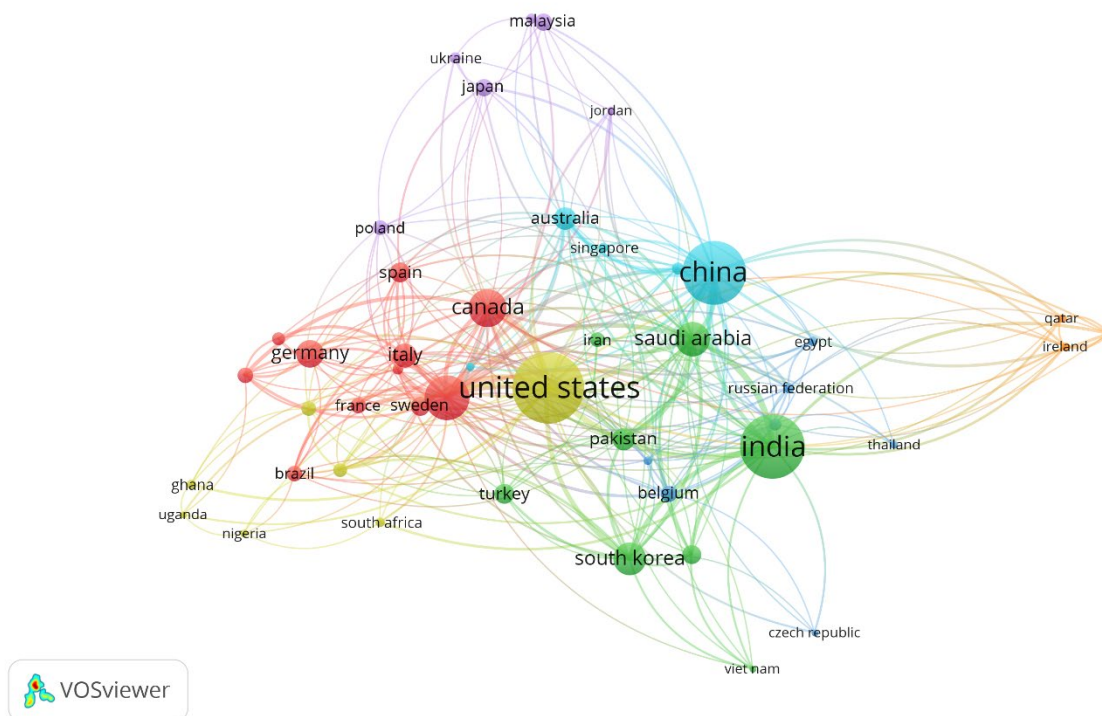 malaysia
ukraine
japan
jordan
poland
australia
singapore
spain
china
canada
qatar
saudi arabia
iran
egypt
ireland
germany
italy
united states
russian federation
france
sweden
pakistan
india
thailand
brazil
ghana
turkey
belgium
uganda
south africa
nigeria
south korea
czech republic
viet nam
VOSviewer